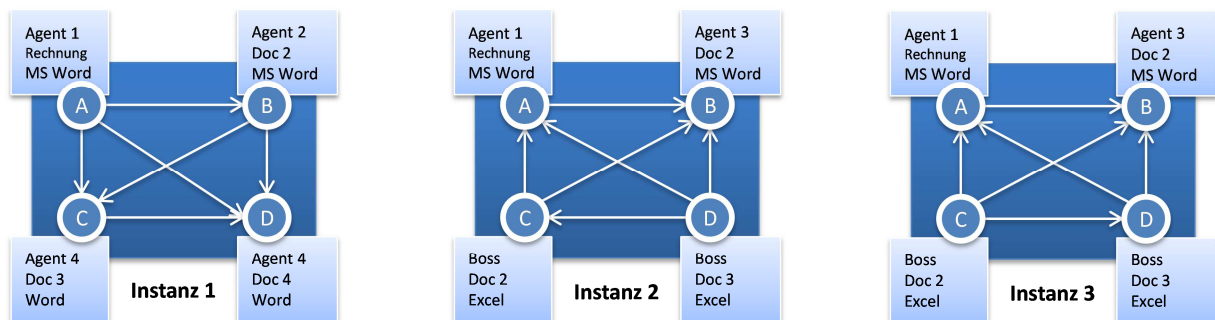 Agent 1
Rechnung
MS Word
Agent 2
Doc 2
MS Word
A
B
C
D
Agent 4
Doc 3
Word
Instanz 1
Agent 4
Doc 4
Word
Agent 1
Rechnung
MS Word
Agent 3
Doc 2
MS Word
A
B
C
D
Boss
Doc 2
Excel
Instanz 2
Boss
Doc 3
Excel
Agent 1
Rechnung
MS Word
Agent 3
Doc 2
MS Word
A
B
C
D
Boss
Doc 2
Excel
Instanz 3
Boss
Doc 3
Excel